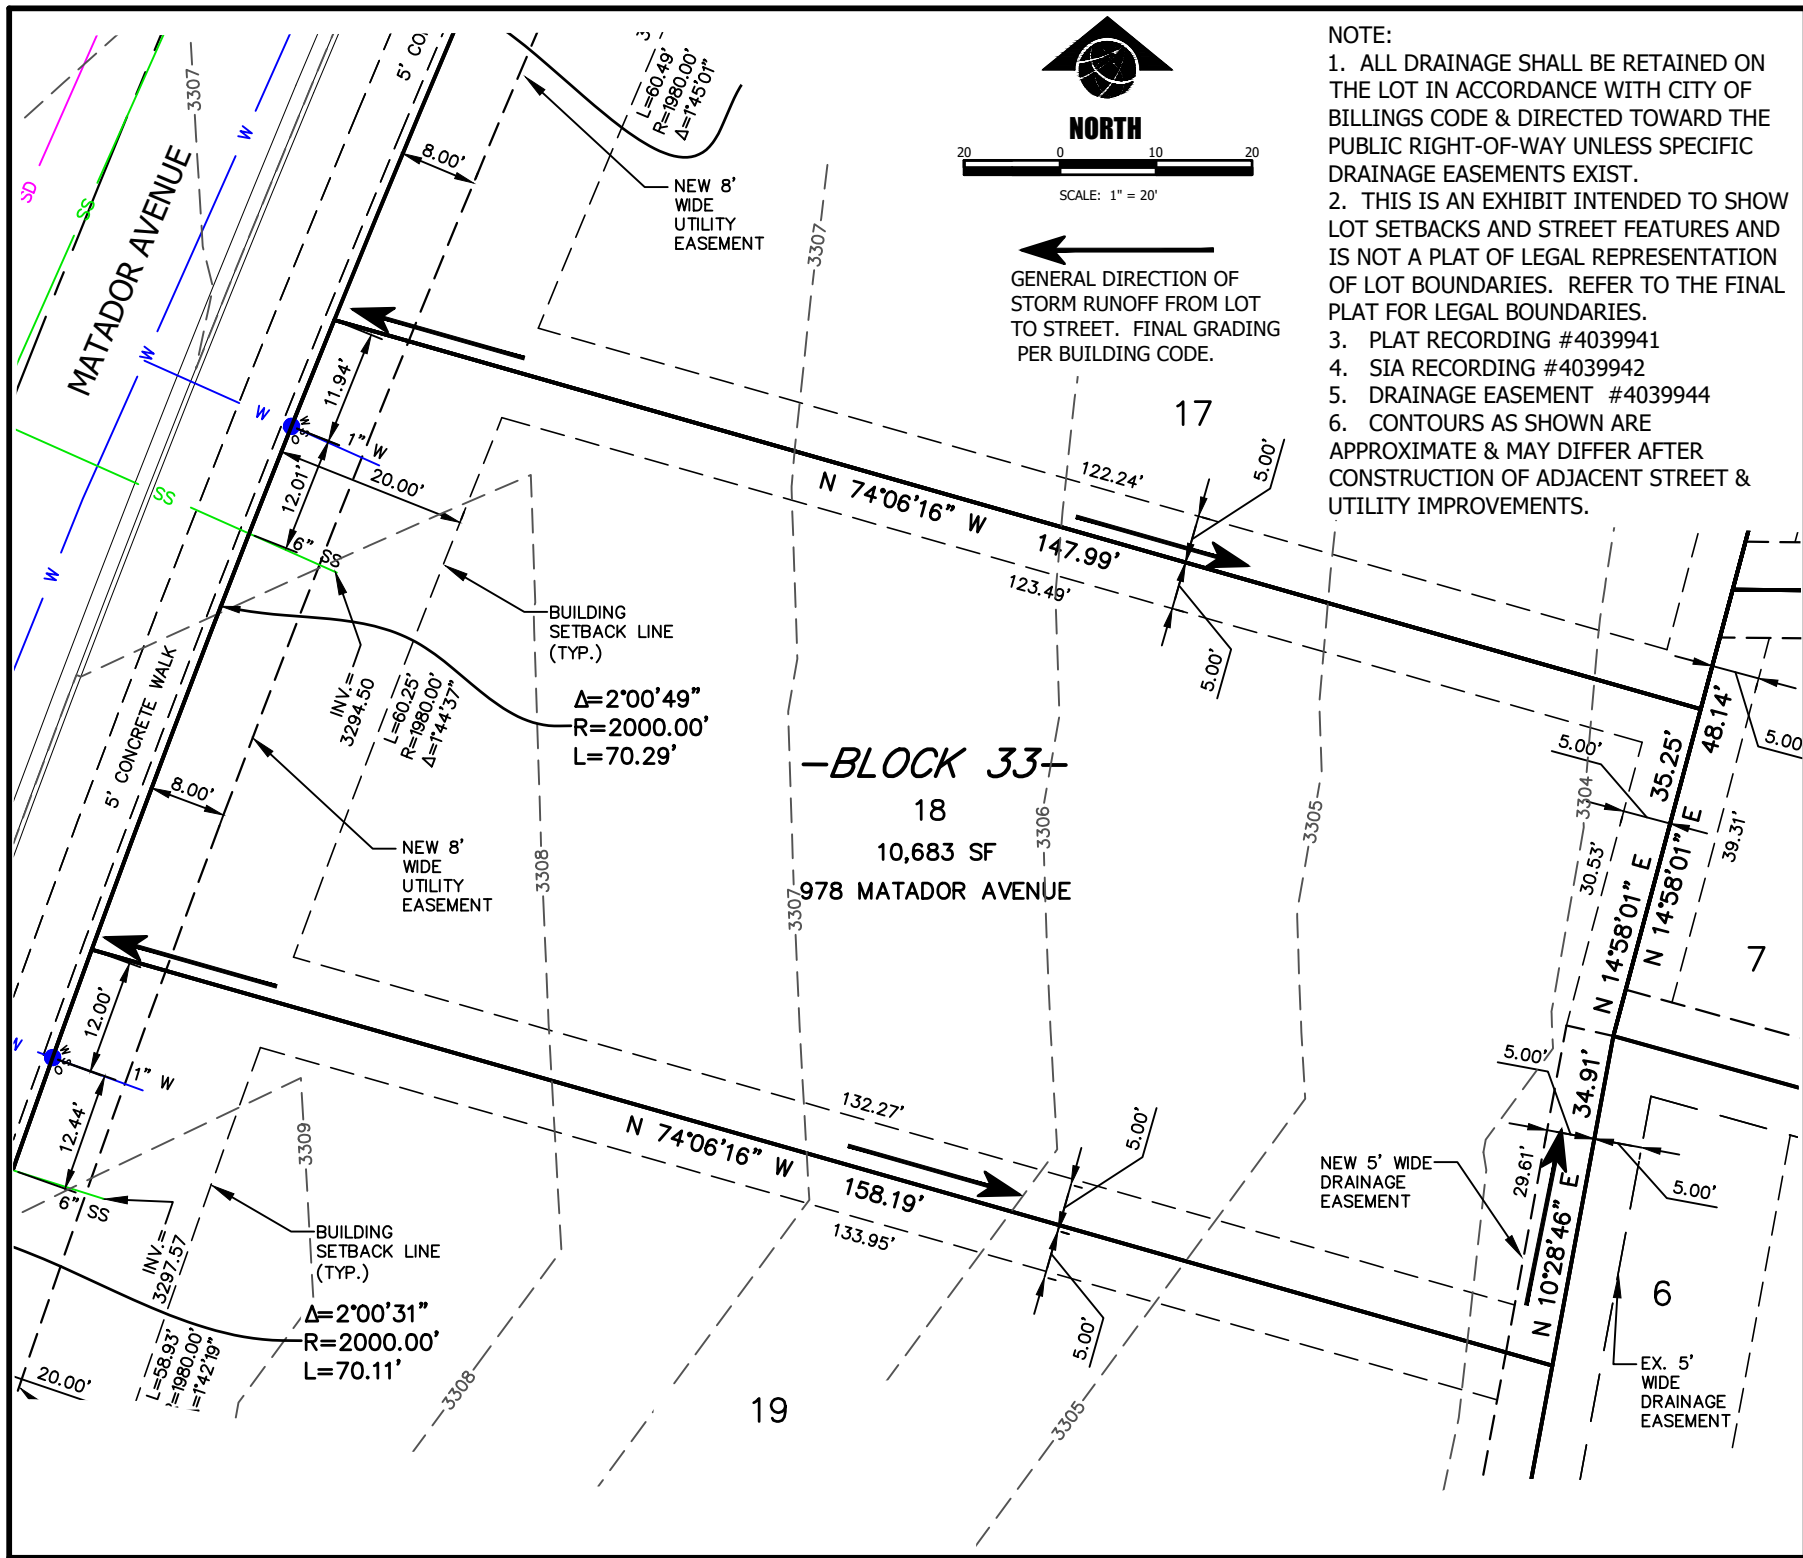 NOTE:
1. ALL DRAINAGE SHALL BE RETAINED ON
THE LOT IN ACCORDANCE WITH CITY OF
BILLINGS CODE & DIRECTED TOWARD THE
PUBLIC RIGHT-OF-WAY UNLESS SPECIFIC
DRAINAGE EASEMENTS EXIST.
2. THIS IS AN EXHIBIT INTENDED TO SHOW
LOT SETBACKS AND STREET FEATURES AND
IS NOT A PLAT OF LEGAL REPRESENTATION
OF LOT BOUNDARIES. REFER TO THE FINAL
PLAT FOR LEGAL BOUNDARIES.
3. PLAT RECORDING #4039941
4. SIA RECORDING #4039942
5. DRAINAGE EASEMENT #4039944
6. CONTOURS AS SHOWN ARE
APPROXIMATE & MAY DIFFER AFTER
CONSTRUCTION OF ADJACENT STREET &
UTILITY IMPROVEMENTS.
NORTH
20 0 10 20
SCALE: 1" = 20'
GENERAL DIRECTION OF
STORM RUNOFF FROM LOT
TO STREET. FINAL GRADING
PER BUILDING CODE.
3307
W
SD
SS
MATADOR AVENUE
5' CO
8.00'
L=60.49'
R=1980.00'
Δ=1°45'01"
NEW 8'
WIDE
UTILITY
EASEMENT
3307
W
W
11.94'
1" W
20.00'
12.01'
SS
6" SS
W
17
122.24'
5.00'
N 74°06'16" W
147.99'
123.49'
5.00'
BUILDING
SETBACK LINE
(TYP.)
INV.=
3294.50
L=60.25'
R=1980.00'
Δ=1°44'37"
Δ=2°00'49"
R=2000.00'
L=70.29'
5' CONCRETE WALK
8.00'
NEW 8'
WIDE
UTILITY
EASEMENT
3308
-BLOCK 33-
18
10,683 SF
978 MATADOR AVENUE
3307
3306
3305
3304
48.14'
5.00'
5.00
35.25'
39.31'
30.53'
N 14°58'01" E
N 14°58'01" E
7
12.00'
W
1" W
12.44'
6" SS
3309
132.27'
5.00'
N 74°06'16" W
158.19'
133.95'
5.00'
5.00'
34.91'
NEW 5' WIDE
DRAINAGE
EASEMENT
29.61'
5.00'
N 10°28'46" E
6
EX. 5'
WIDE
DRAINAGE
EASEMENT
BUILDING
SETBACK LINE
(TYP.)
INV.=
3297.57
L=58.93'
=1980.00'
=1°42'19"
Δ=2°00'31"
R=2000.00'
L=70.11'
20.00'
3308
19
3305